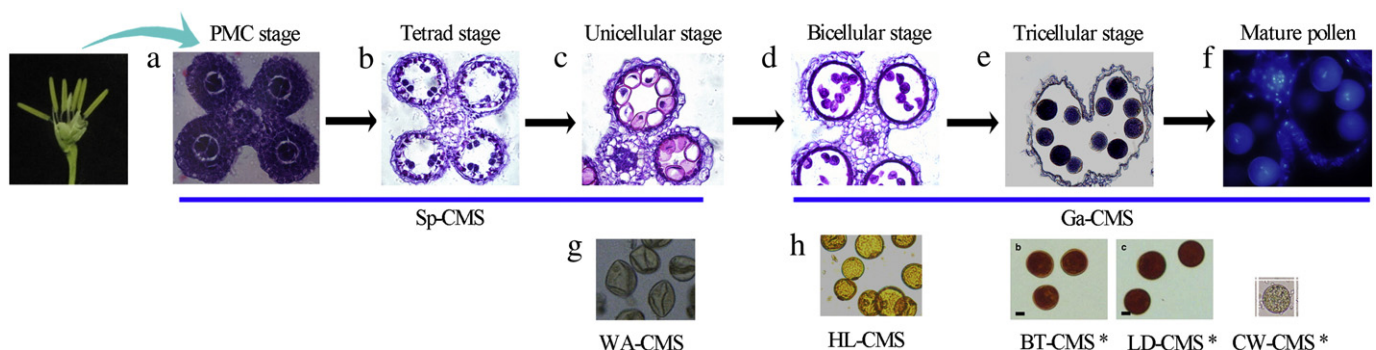 PMC stage
Tetrad stage
Unicellular stage
Bicellular stage
Tricellular stage
Mature pollen
a
b
c
d
e
f
Sp-CMS
Ga-CMS
g
h
b
c
WA-CMS
HL-CMS
BT-CMS *
LD-CMS *
CW-CMS *